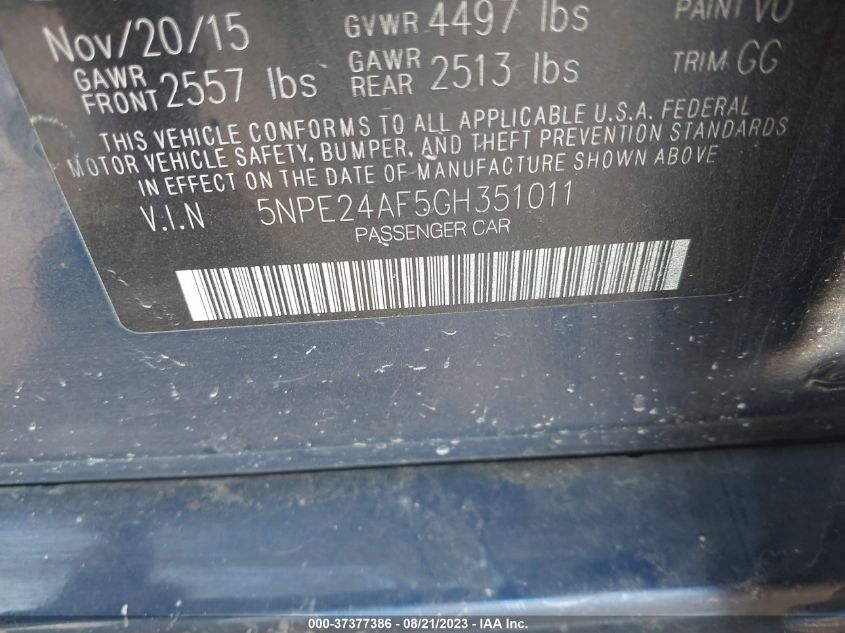 Nov/20/15 GVWR 4497 lbs PAINT VU
GAWR FRONT 2557 lbs GAWR REAR 2513 lbs TRIM GG
THIS VEHICLE CONFORMS TO ALL APPLICABLE U.S.A. FEDERAL
MOTOR VEHICLE SAFETY, BUMPER, AND THEFT PREVENTION STANDARDS
IN EFFECT ON THE DATE OF MANUFACTURE SHOWN ABOVE
V.I.N 5NPE24AF5GH351011
PASSENGER CAR
000-37377386 - 08/21/2023 - IAA Inc.